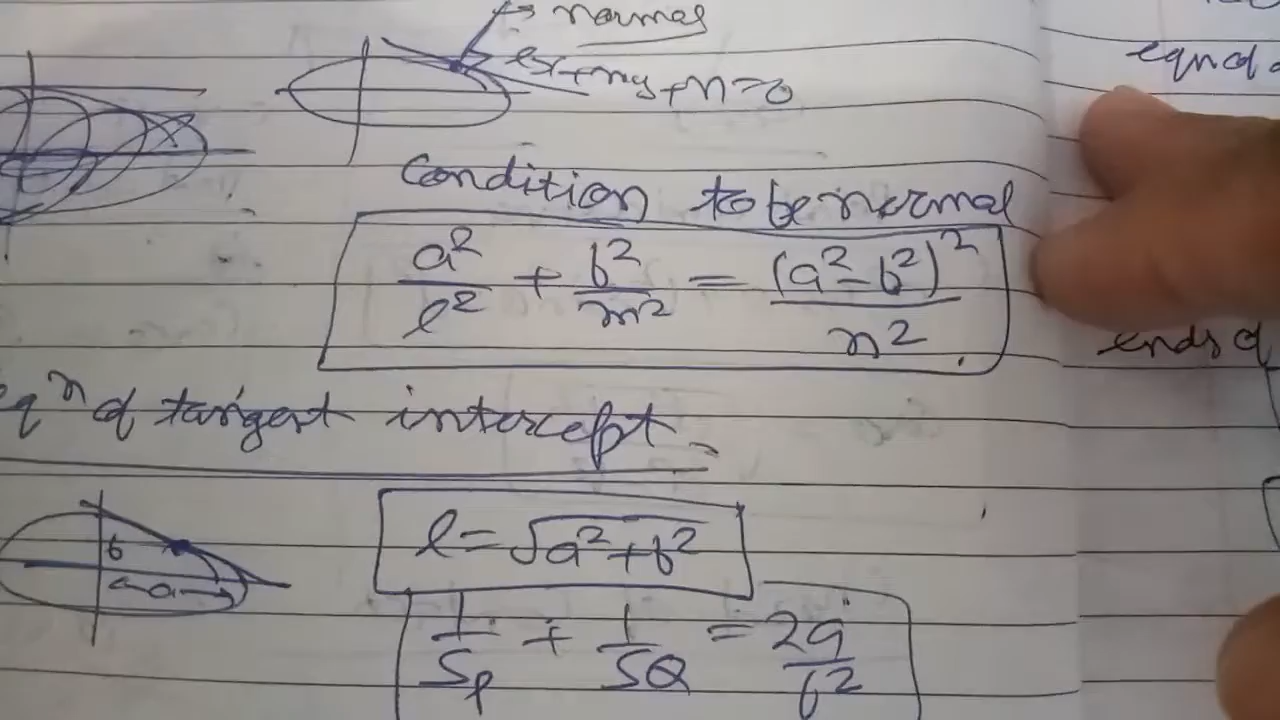 normal
lx+my+n=0
eqn of
Condition to be normal
a²/l² + b²/m² = (a²-b²)²/n²
ends of
eqⁿ of tangent intercept
b
a
l=√a²+b²
1/SP + 1/SQ = 2a/b²